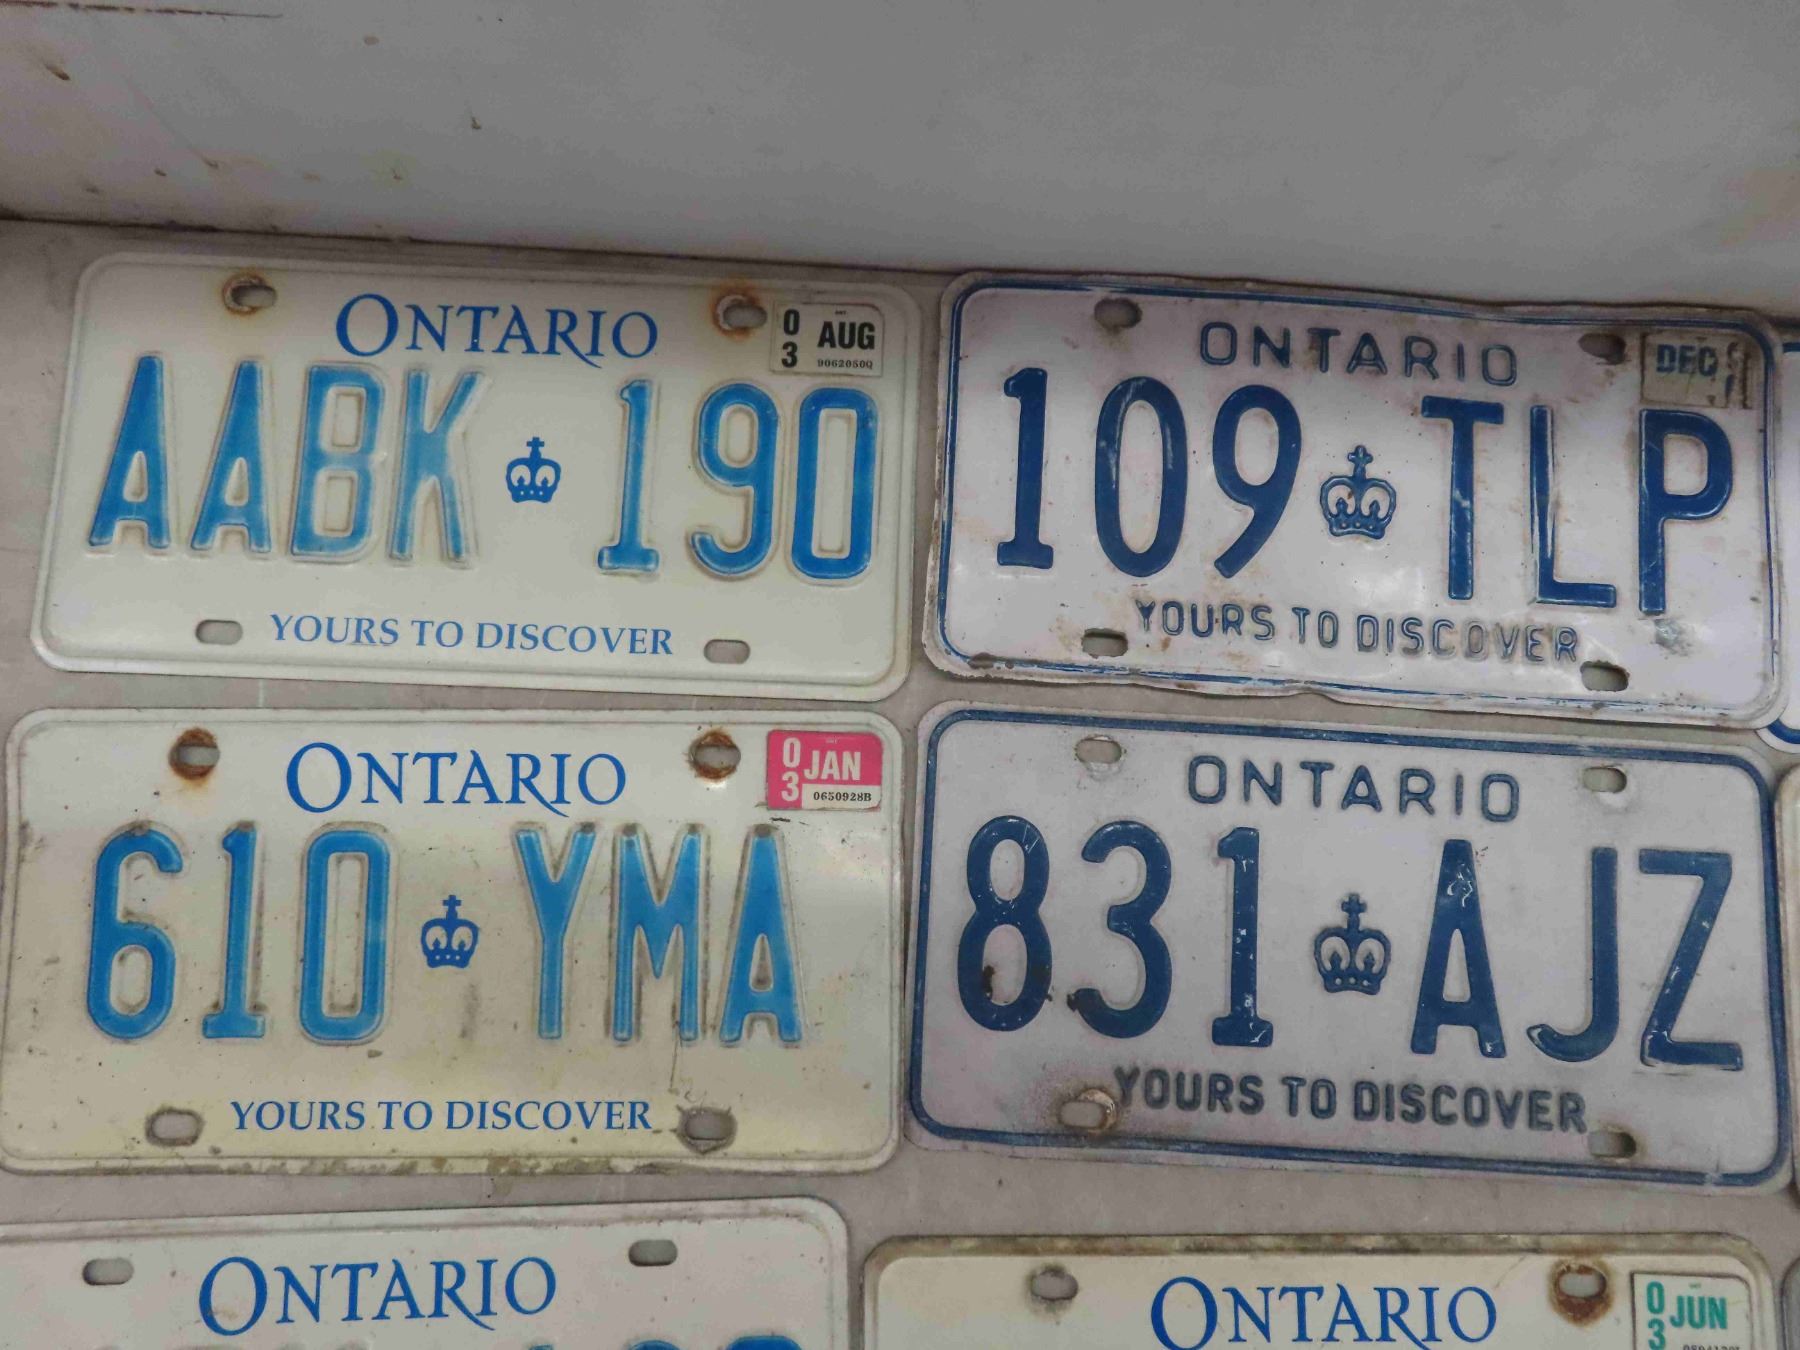 ONTARIO
03 AUG
9062050Q
AABK 190
YOURS TO DISCOVER
ONTARIO
DEC
109 TLP
YOURS TO DISCOVER
ONTARIO
03 JAN
0650928B
610 YMA
YOURS TO DISCOVER
ONTARIO
831 AJZ
YOURS TO DISCOVER
ONTARIO
ONTARIO
03 JUN